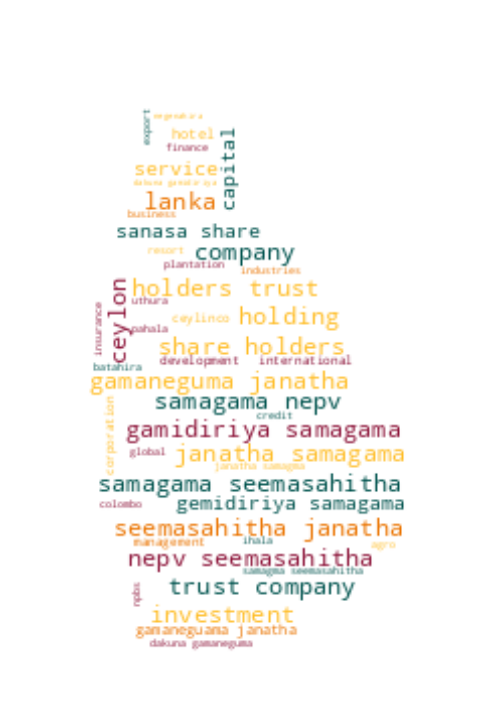 export
hotel
finance
service
capital
dakuna gamidiriya
lanka
business
sanasa share
resort
company
plantation
industries
ceylon
holders trust
uthura
insurance
ceylinco
holding
pahala
share holders
development
international
batahira
gamaneguma janatha
corporation
samagama nepv
credit
gamidiriya samagama
global
janatha samagama
janatha samagma
samagama seemasahitha
colombo
gemidiriya samagama
seemasahitha janatha
management
ihala
agro
nepv seemasahitha
samagma seemasahitha
npbs
trust company
investment
gamaneguama janatha
dakuna gamaneguma